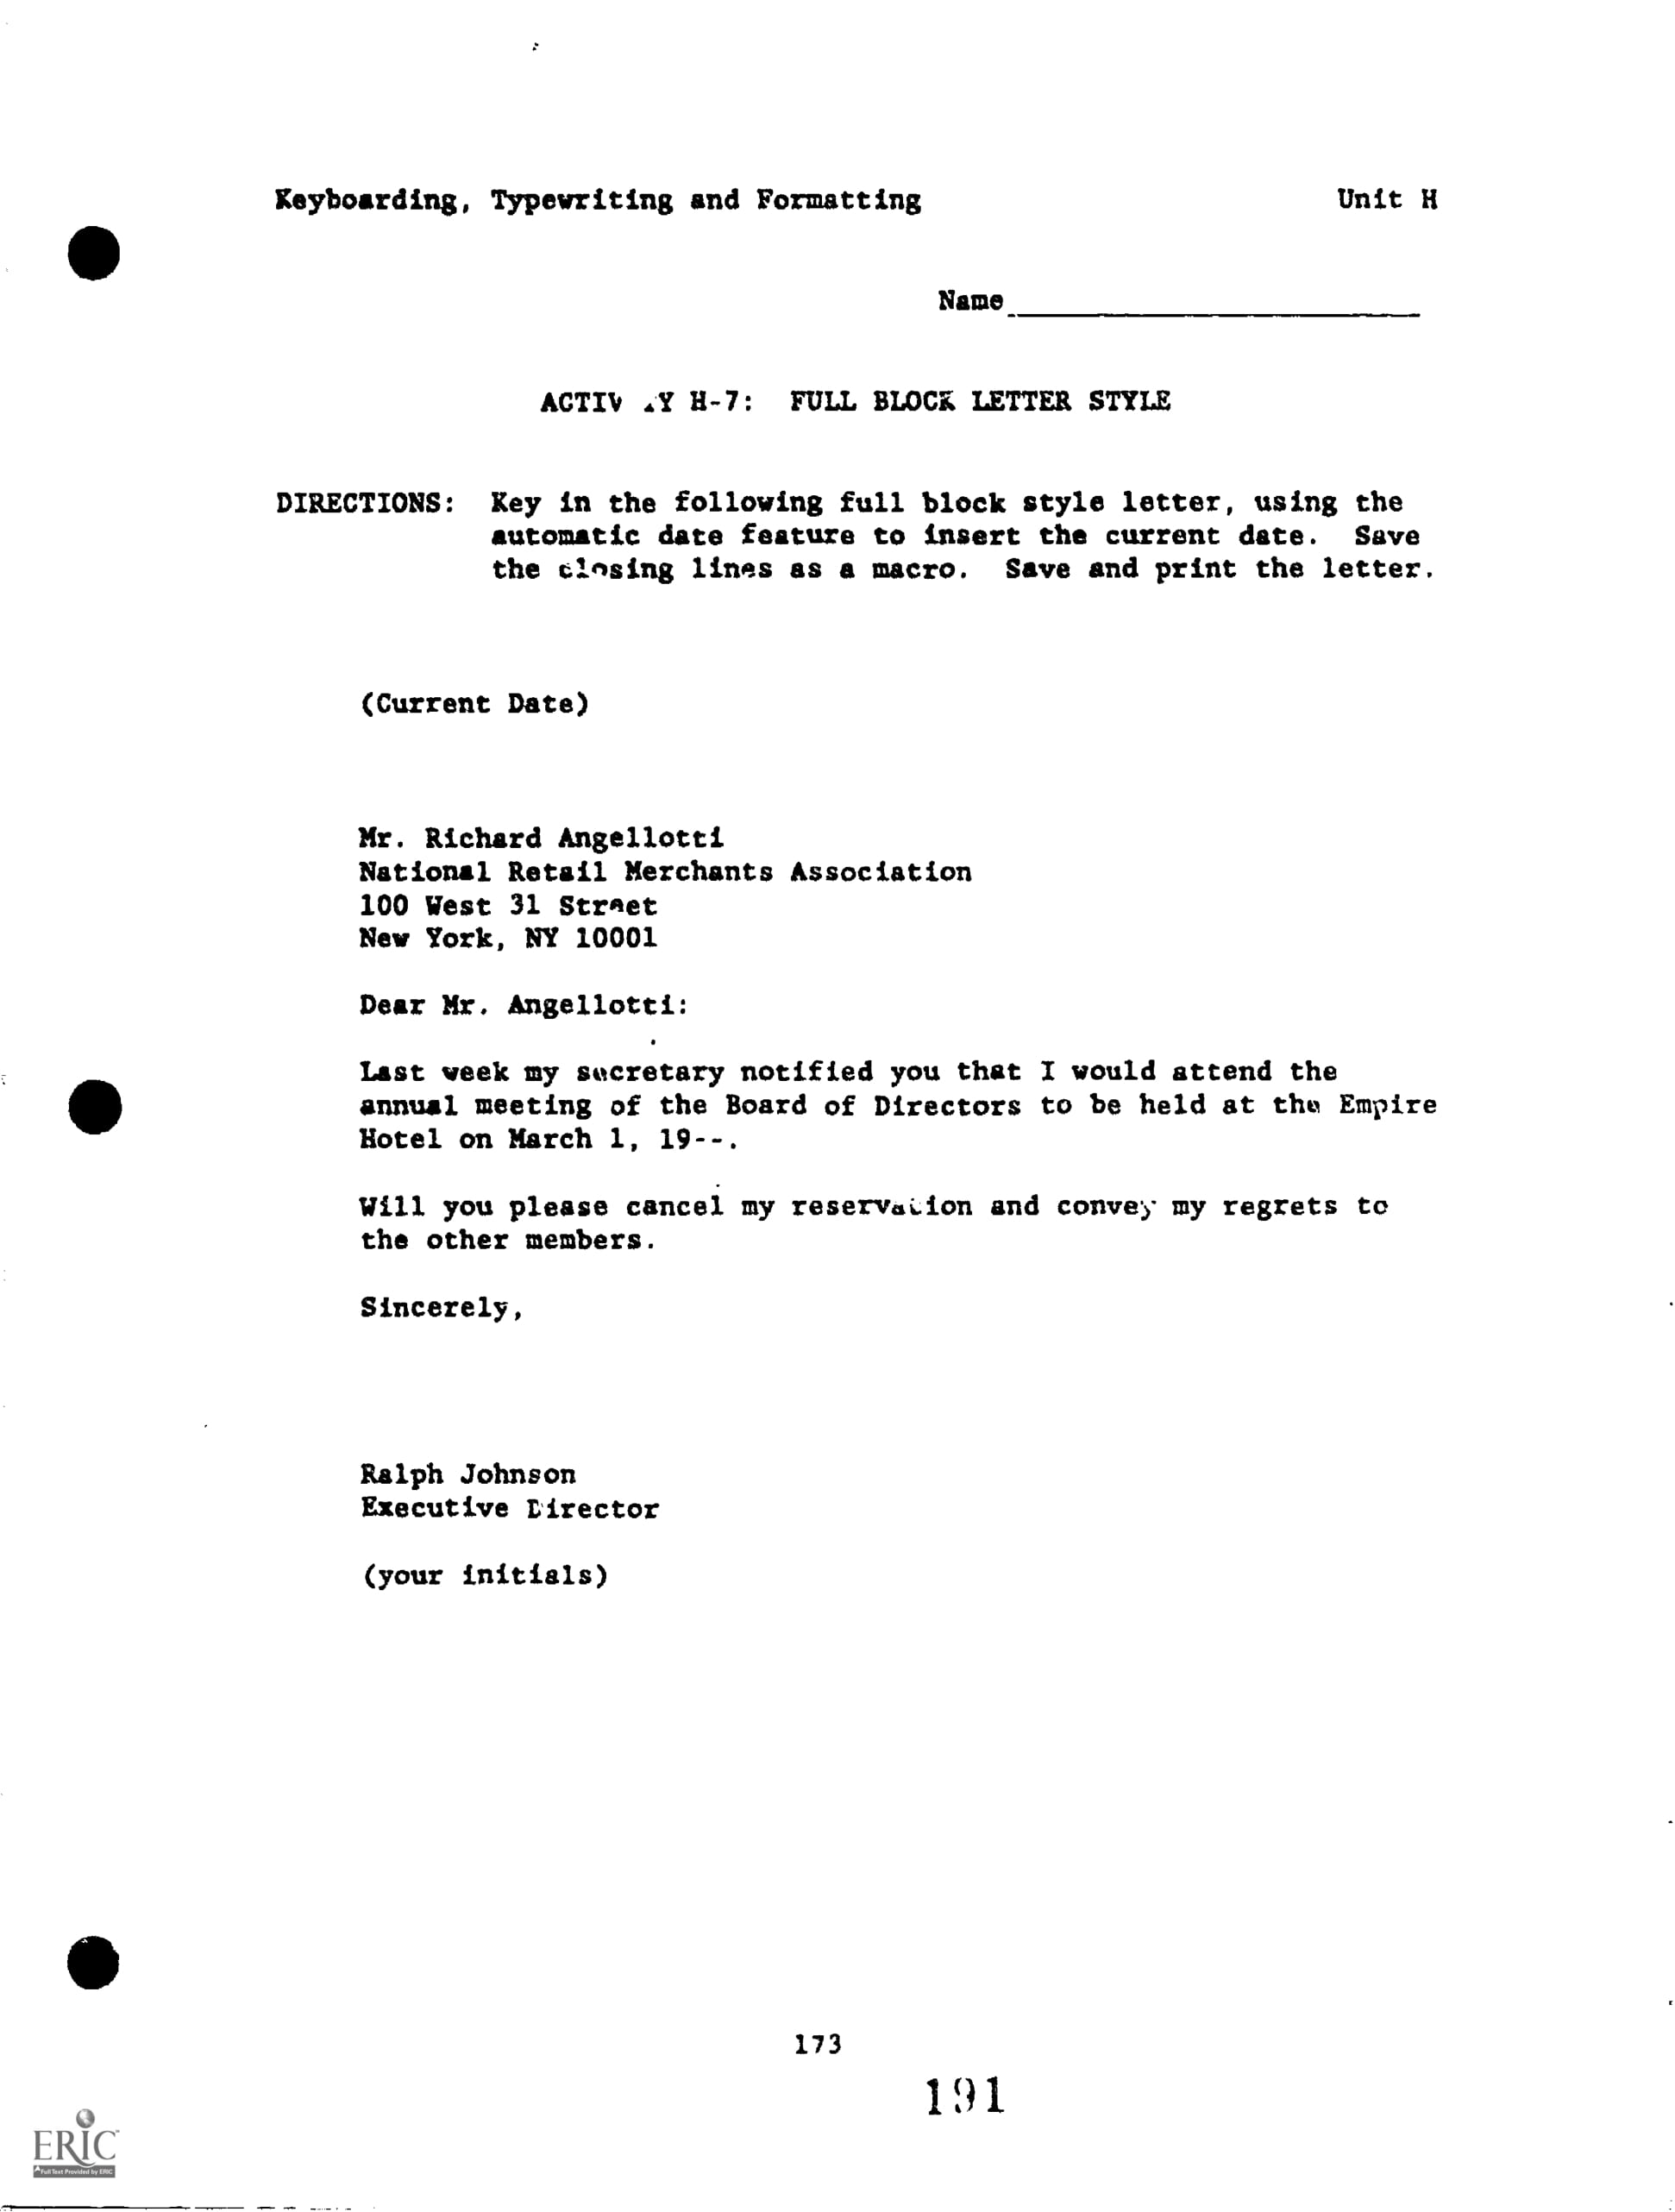 Keyboarding, Typewriting and Formatting Unit H
Name
ACTIVITY H-7: FULL BLOCK LETTER STYLE
DIRECTIONS: Key in the following full block style letter, using the
automatic date feature to insert the current date. Save
the closing lines as a macro. Save and print the letter.
(Current Date)
Mr. Richard Angellotti
National Retail Merchants Association
100 West 31 Street
New York, NY 10001
Dear Mr. Angellotti:
Last week my secretary notified you that I would attend the
annual meeting of the Board of Directors to be held at the Empire
Hotel on March 1, 19--.
Will you please cancel my reservation and convey my regrets to
the other members.
Sincerely,
Ralph Johnson
Executive Director
(your initials)
173
191
ERIC
Full Text Provided by ERIC